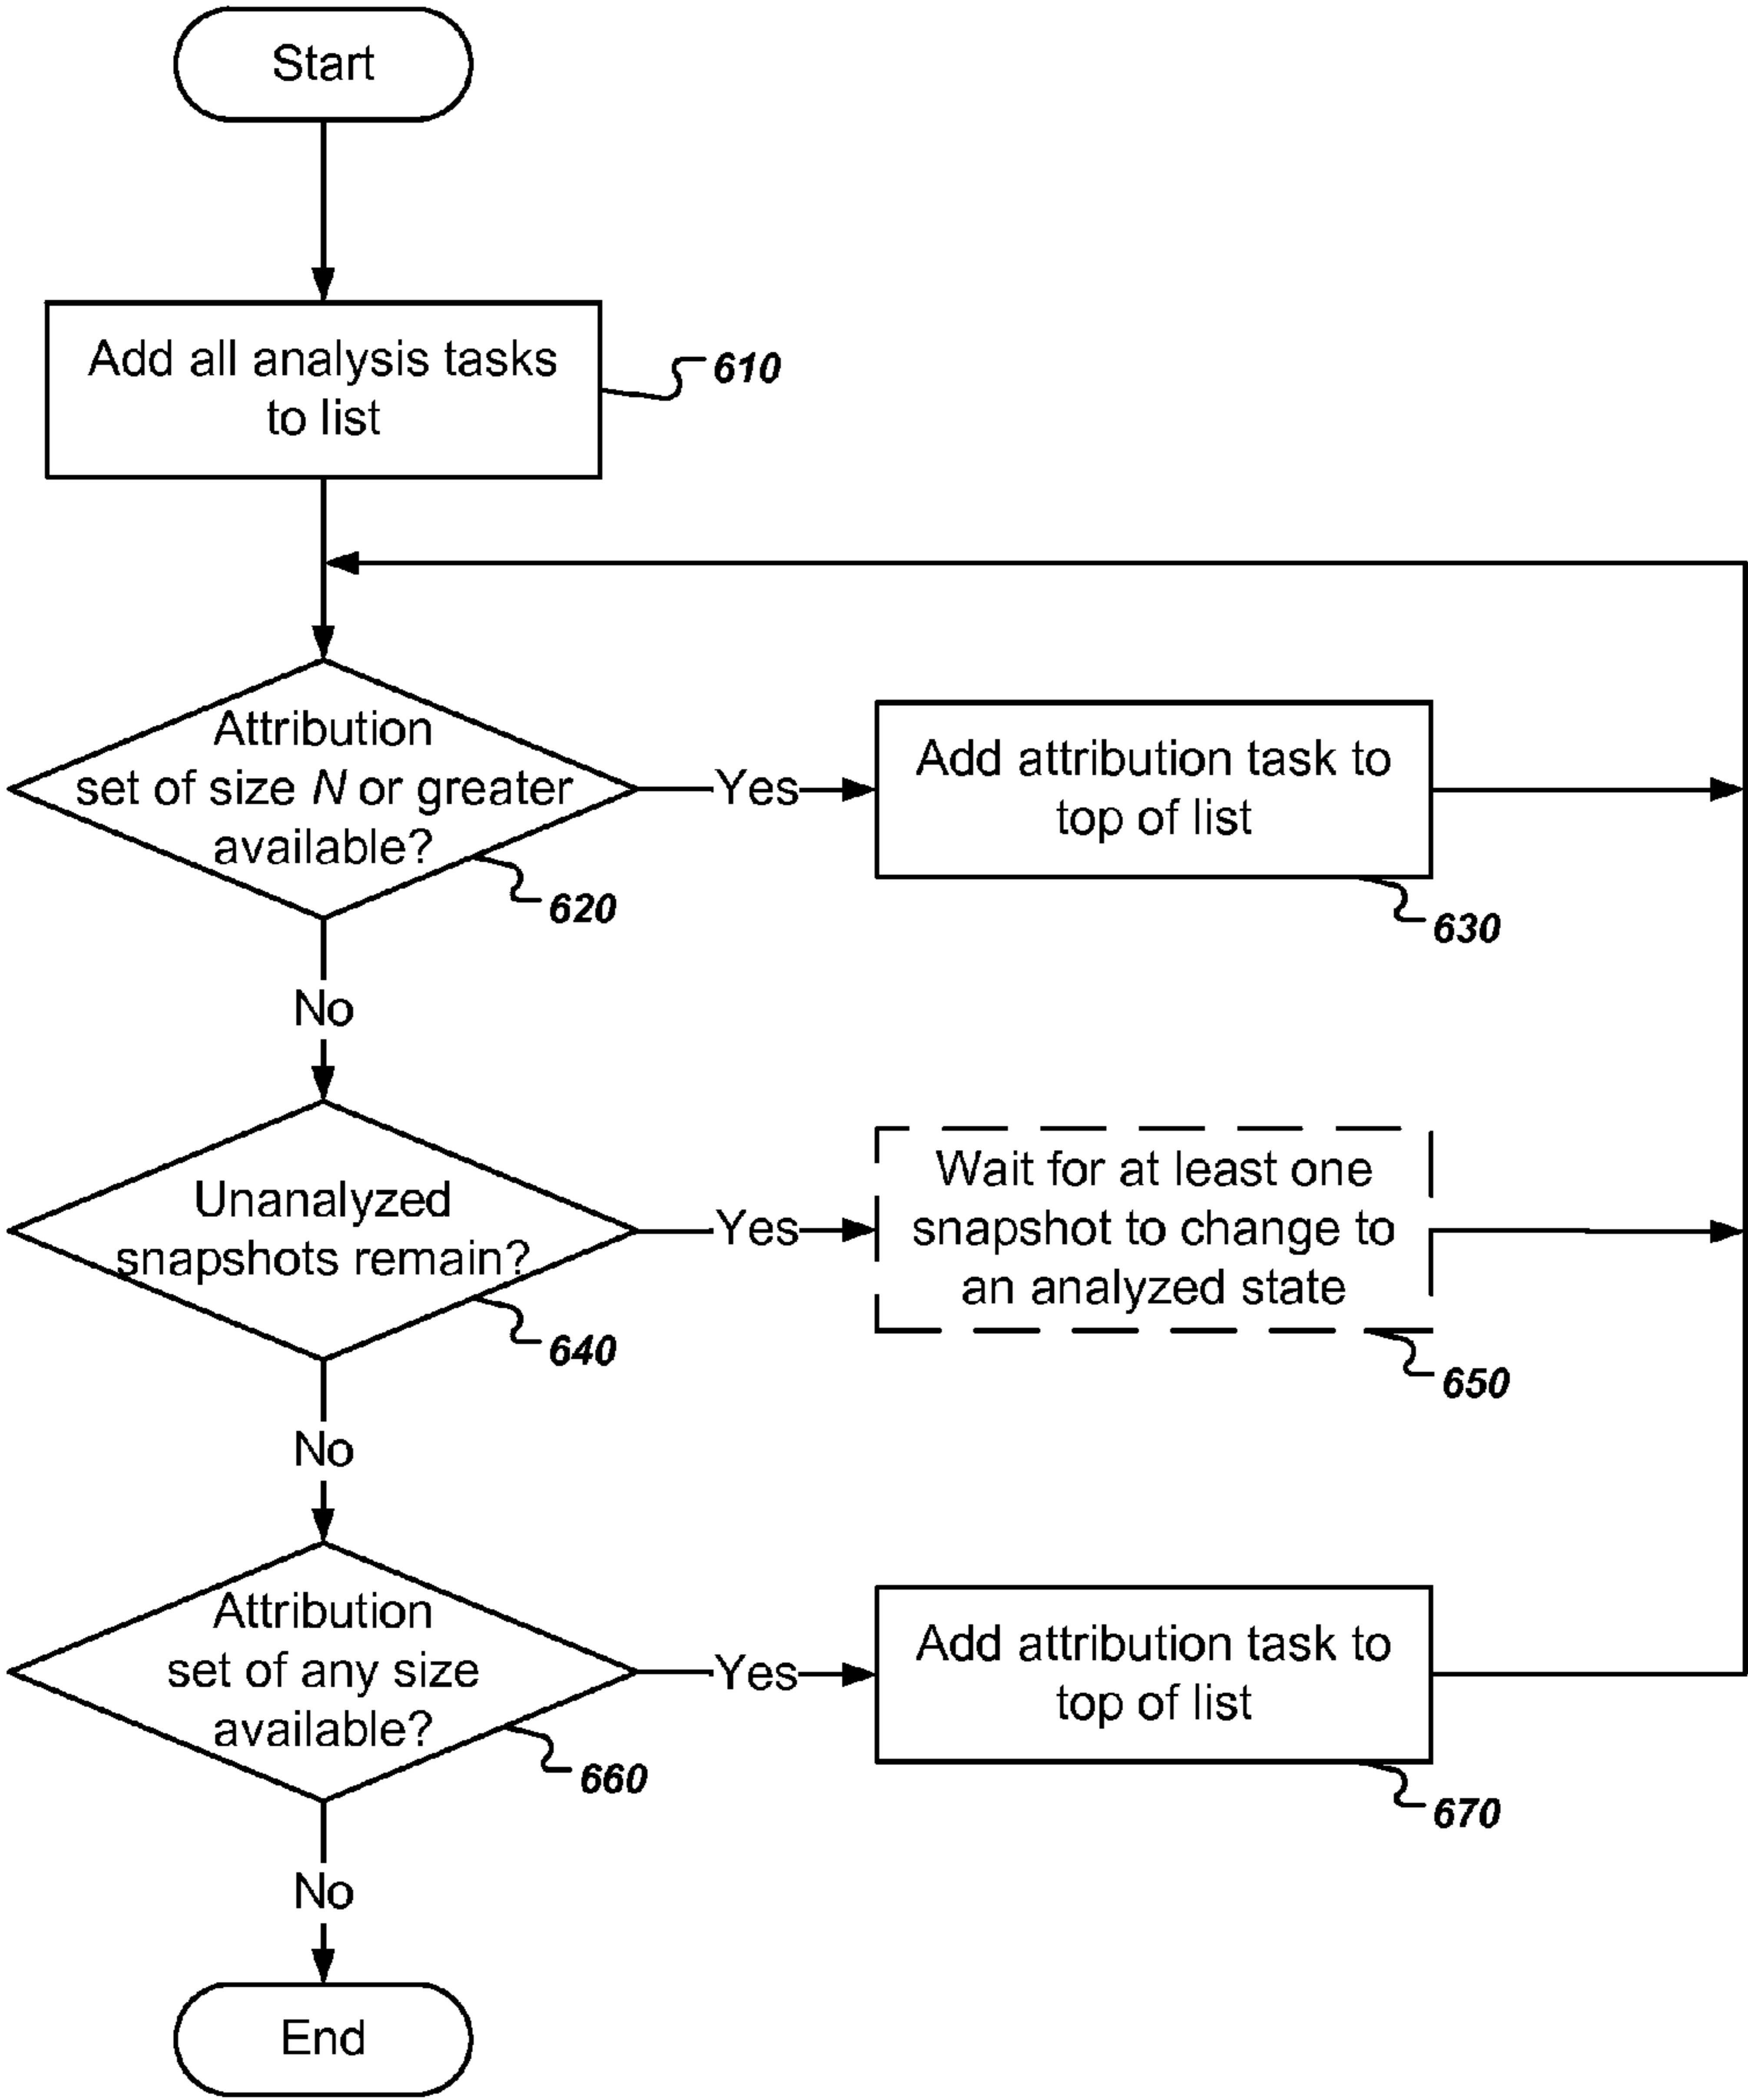 Start
Add all analysis tasks
to list
610
Attribution
set of size N or greater
available?
620
Yes
Add attribution task to
top of list
630
No
Unanalyzed
snapshots remain?
640
Yes
Wait for at least one
snapshot to change to
an analyzed state
650
No
Attribution
set of any size
available?
660
Yes
Add attribution task to
top of list
670
No
End